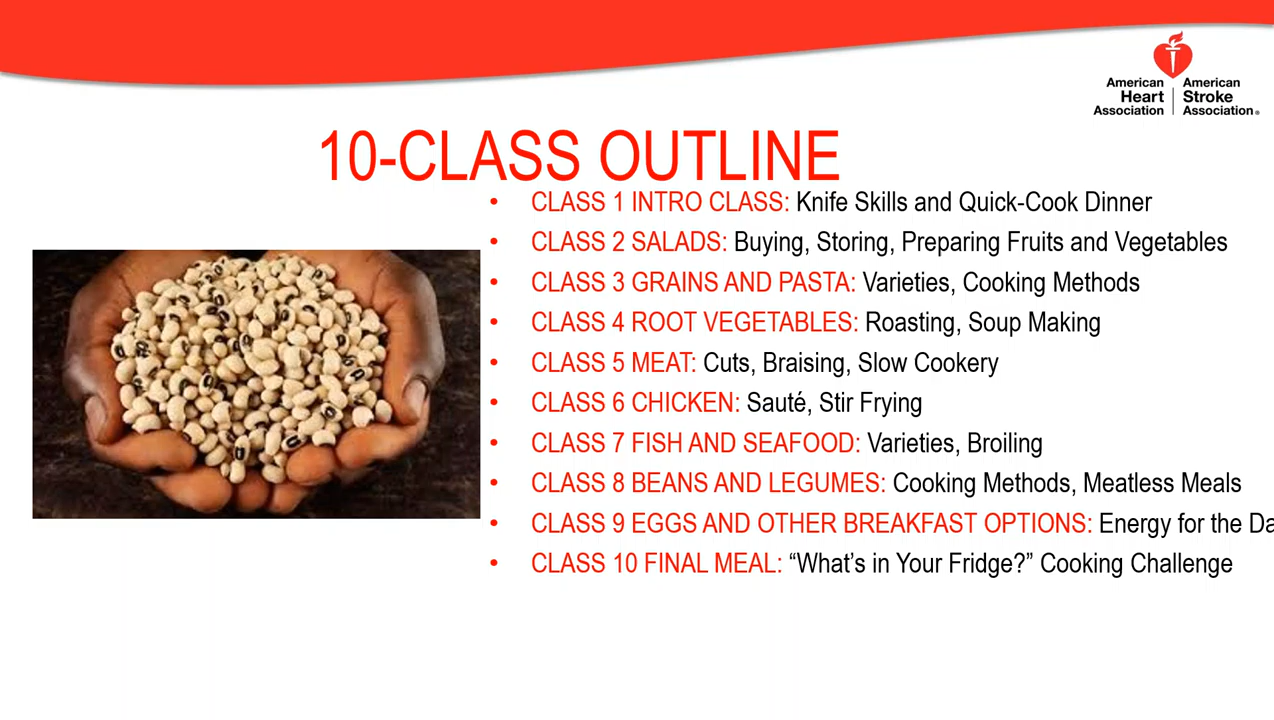 American Heart Association
American Stroke Association®
10-CLASS OUTLINE
• CLASS 1 INTRO CLASS: Knife Skills and Quick-Cook Dinner
• CLASS 2 SALADS: Buying, Storing, Preparing Fruits and Vegetables
• CLASS 3 GRAINS AND PASTA: Varieties, Cooking Methods
• CLASS 4 ROOT VEGETABLES: Roasting, Soup Making
• CLASS 5 MEAT: Cuts, Braising, Slow Cookery
• CLASS 6 CHICKEN: Sauté, Stir Frying
• CLASS 7 FISH AND SEAFOOD: Varieties, Broiling
• CLASS 8 BEANS AND LEGUMES: Cooking Methods, Meatless Meals
• CLASS 9 EGGS AND OTHER BREAKFAST OPTIONS: Energy for the
• CLASS 10 FINAL MEAL: “What’s in Your Fridge?” Cooking Challenge